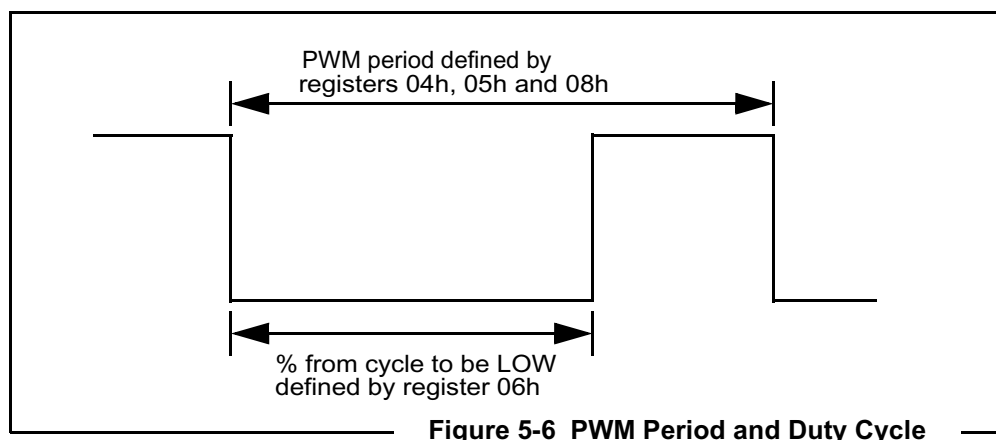 PWM period defined by
registers 04h, 05h and 08h
% from cycle to be LOW
defined by register 06h
Figure 5-6 PWM Period and Duty Cycle